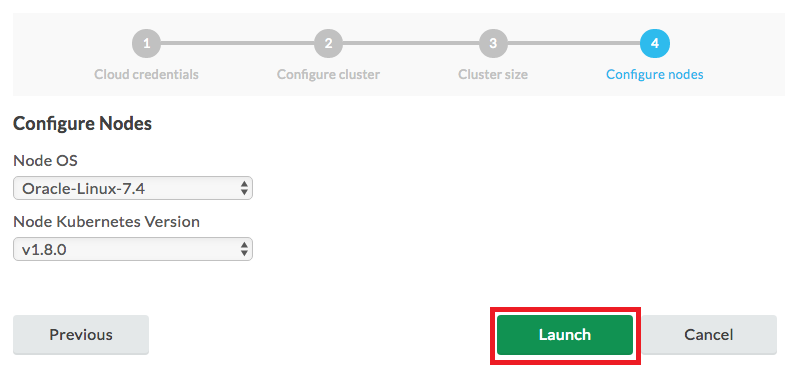 1 2 3 4
Cloud credentials Configure cluster Cluster size Configure nodes
Configure Nodes
Node OS
Oracle-Linux-7.4
Node Kubernetes Version
v1.8.0
Previous Launch Cancel